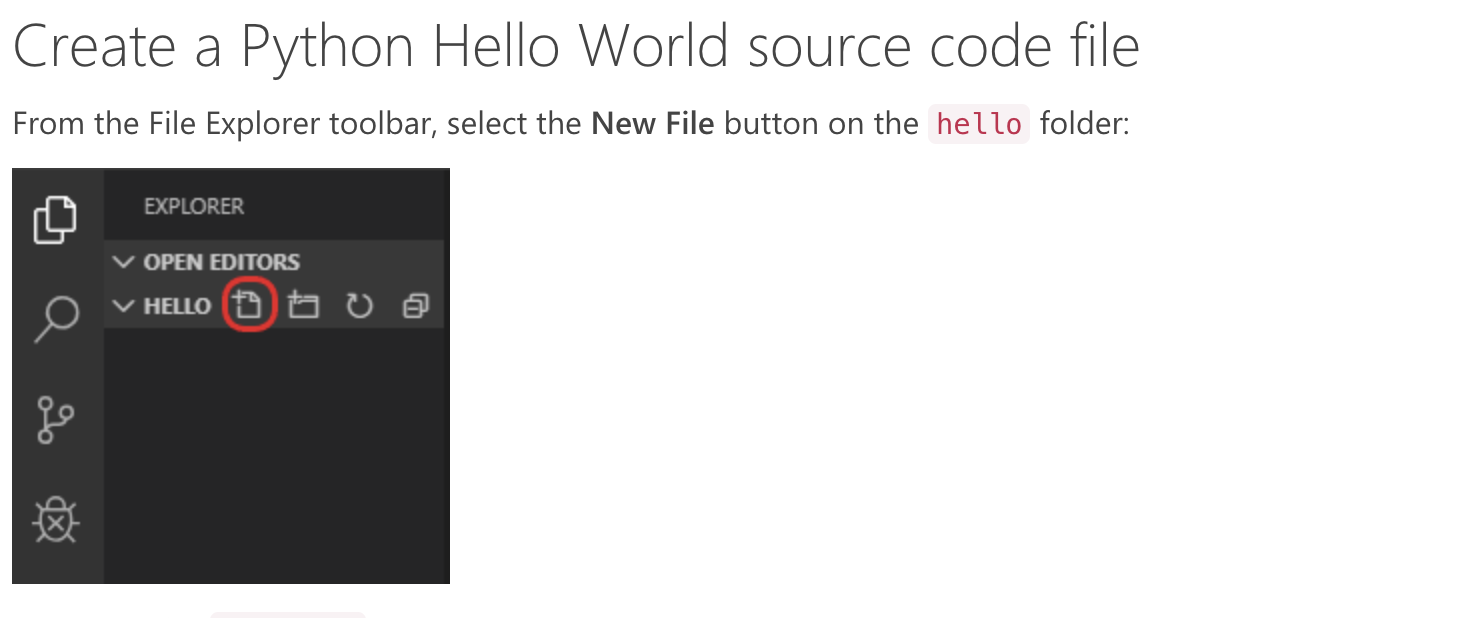 Create a Python Hello World source code file
From the File Explorer toolbar, select the New File button on the hello folder:
EXPLORER
OPEN EDITORS
HELLO